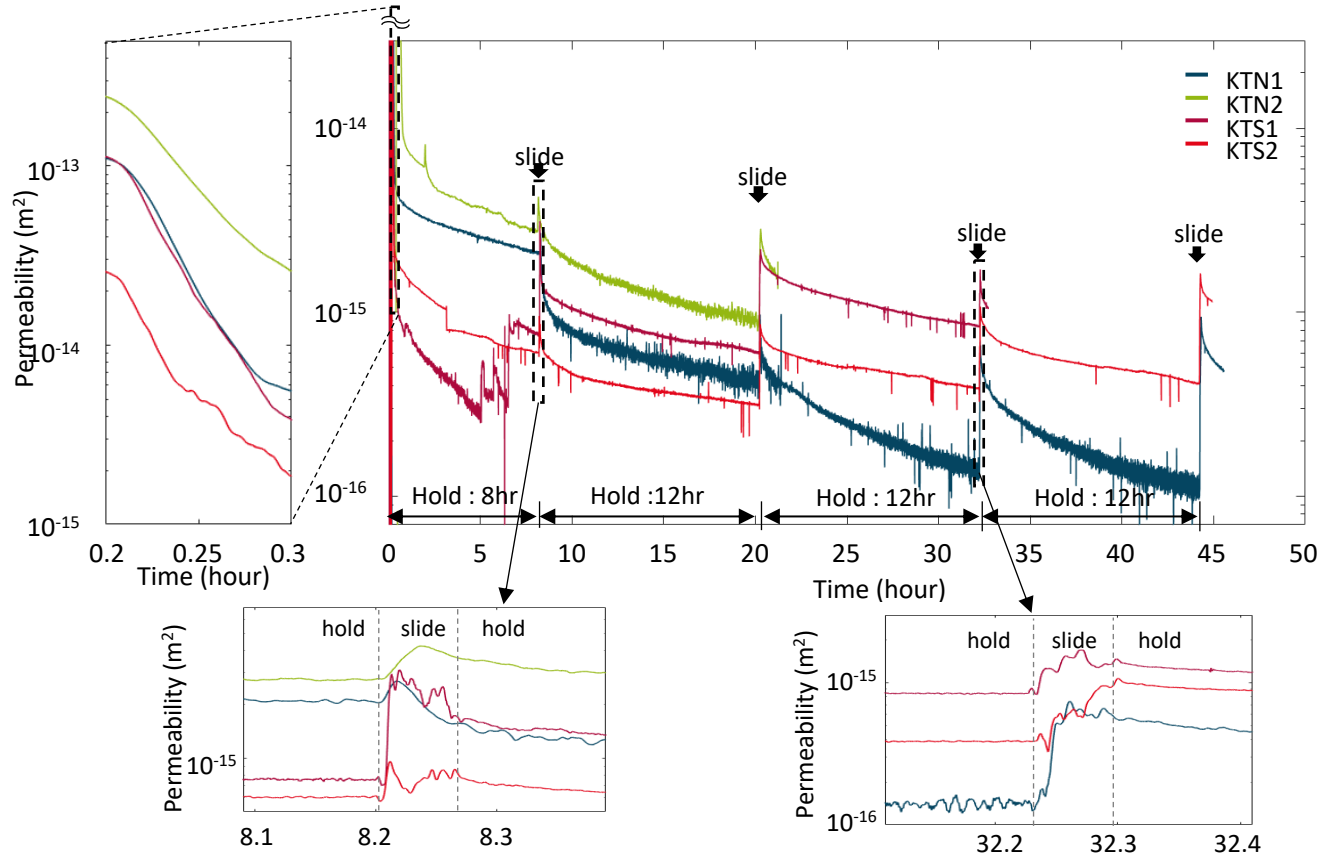 KTN1
KTN2
KTS1
KTS2
slide
slide
slide
slide
Permeability (m²)
10⁻¹³
10⁻¹⁴
10⁻¹⁵
0.2 0.25 0.3
Time (hour)
10⁻¹⁴
10⁻¹⁵
10⁻¹⁶
Hold : 8hr Hold :12hr Hold : 12hr Hold : 12hr
0 5 10 15 20 25 30 35 40 45 50
Time (hour)
Permeability (m²)
hold slide hold
10⁻¹⁵
8.1 8.2 8.3
Permeability (m²)
hold slide hold
10⁻¹⁵
10⁻¹⁶
32.2 32.3 32.4